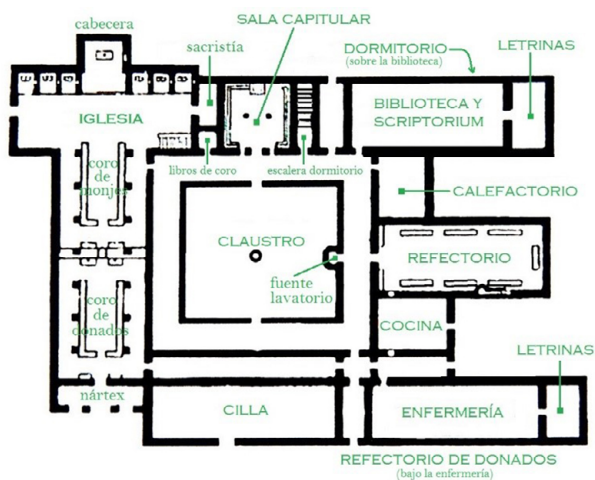 cabecera
SALA CAPITULAR
sacristía
DORMITORIO
(sobre la biblioteca)
LETRINAS
IGLESIA
BIBLIOTECA Y
SCRIPTORIUM
coro
de
monjes
libros de coro
escalera dormitorio
CALEFACTORIO
CLAUSTRO
REFECTORIO
fuente
lavatorio
coro
de
donados
COCINA
LETRINAS
nártex
CILLA
ENFERMERÍA
REFECTORIO DE DONADOS
(bajo la enfermería)